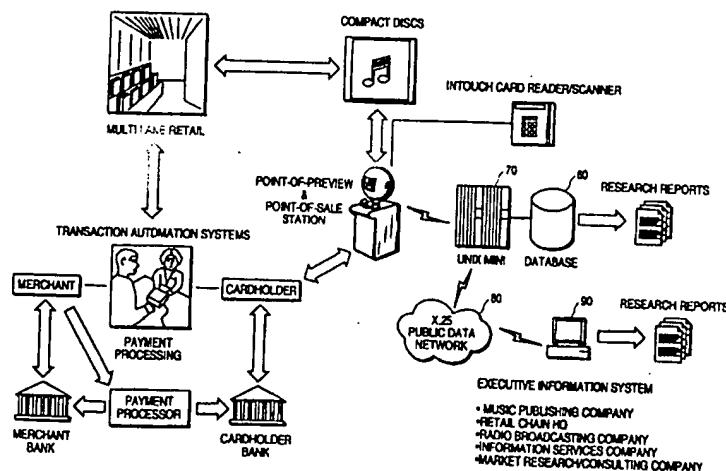 COMPACT DISCS
MULTI LANE RETAIL
INTOUCH CARD READER/SCANNER
POINT-OF-PREVIEW
&
POINT-OF-SALE
STATION
70
60
UNIX MINI
DATABASE
RESEARCH REPORTS
TRANSACTION AUTOMATION SYSTEMS
MERCHANT
CARDHOLDER
PAYMENT
PROCESSING
X.25
PUBLIC DATA
NETWORK
80
90
RESEARCH REPORTS
MERCHANT
BANK
PAYMENT
PROCESSOR
CARDHOLDER
BANK
EXECUTIVE INFORMATION SYSTEM
• MUSIC PUBLISHING COMPANY
•RETAIL CHAIN HQ
•RADIO BROADCASTING COMPANY
•INFORMATION SERVICES COMPANY
•MARKET RESEARCH/CONSULTING COMPANY